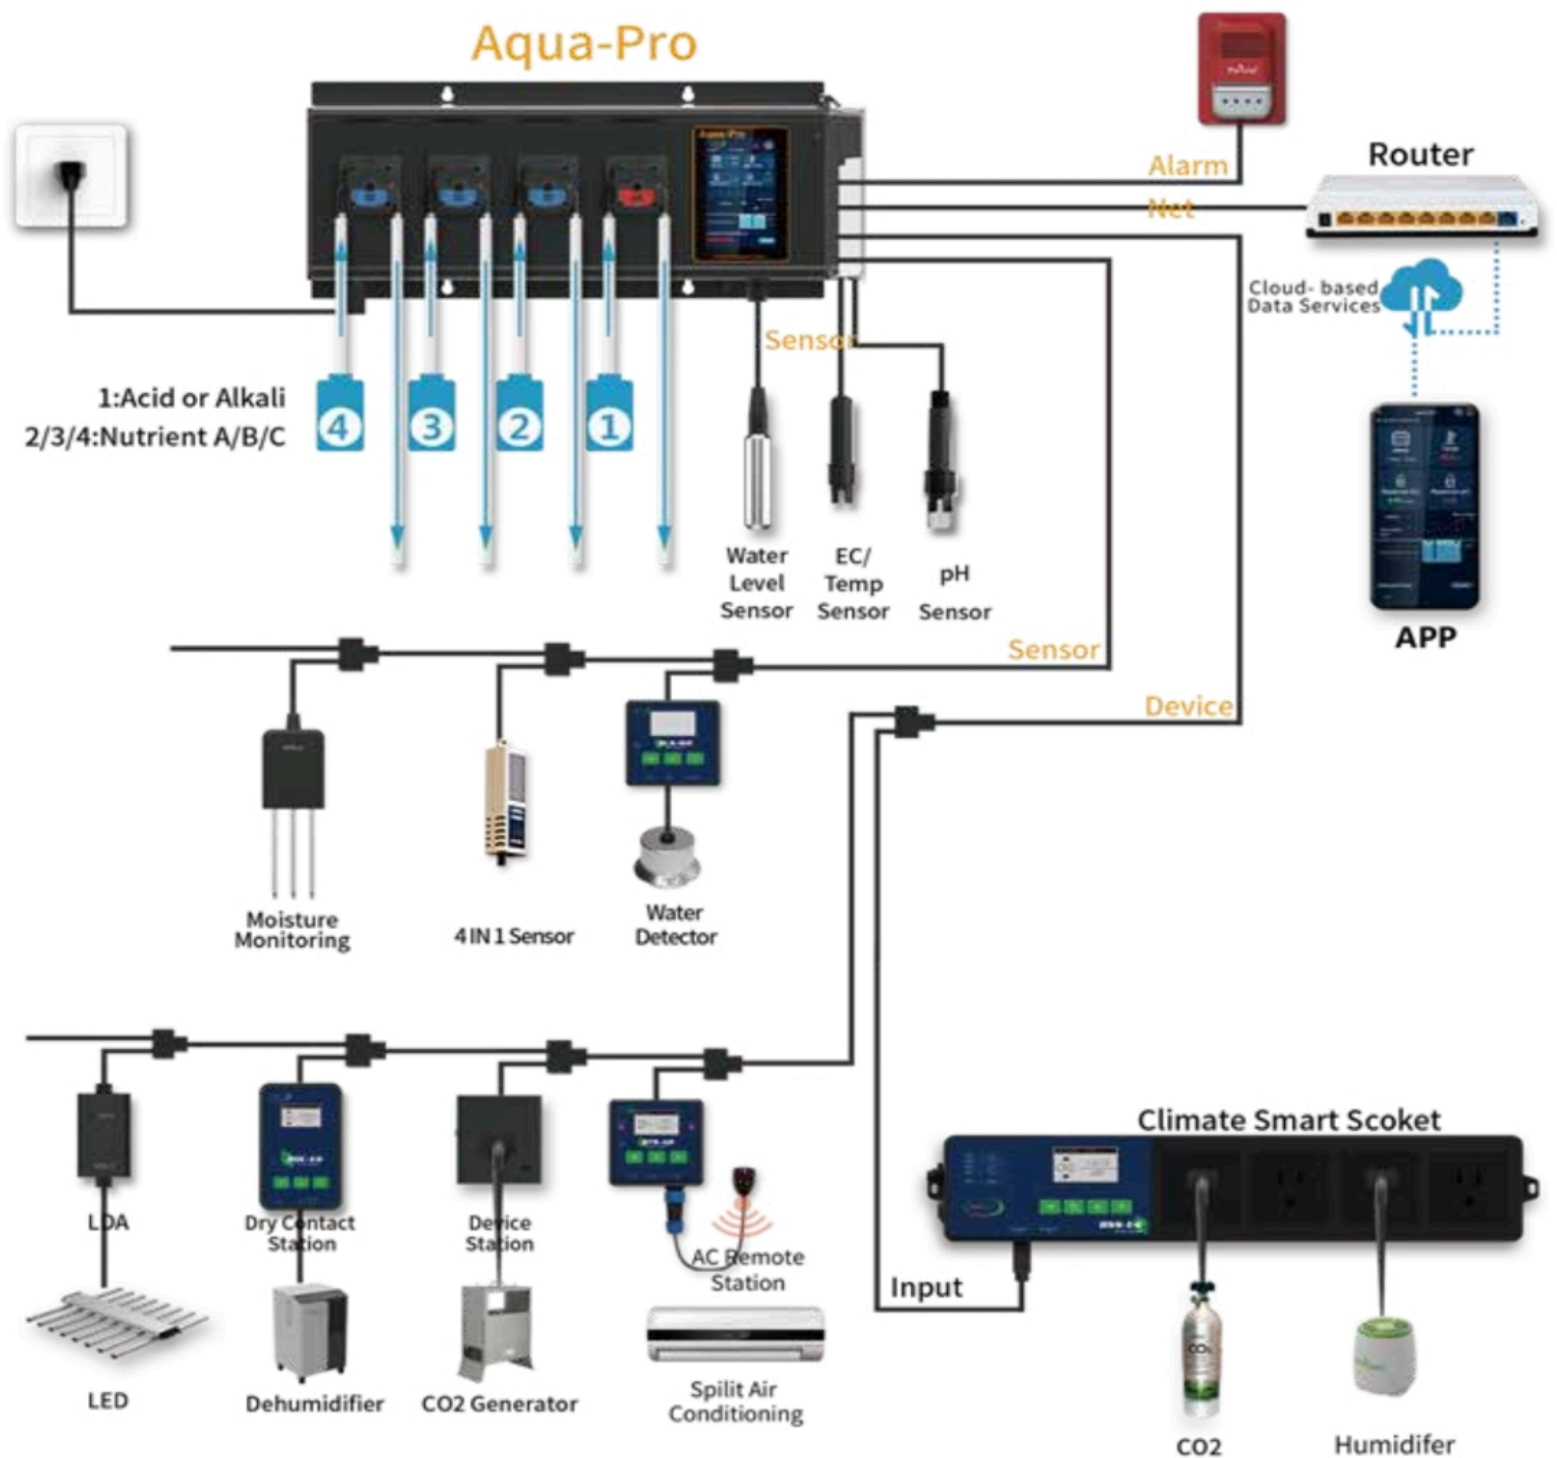 Aqua-Pro
Aqua-Pro
Alarm
Router
Net
Cloud- based
Data Services
Sensor
1:Acid or Alkali
2/3/4:Nutrient A/B/C
4
3
2
1
Water
Level
Sensor
EC/
Temp
Sensor
pH
Sensor
APP
Sensor
Device
Moisture
Monitoring
4 IN 1 Sensor
Water
Detector
Climate Smart Scoket
LDA
Dry Contact
Station
Device
Station
AC Remote
Station
Input
CO2
LED
Dehumidifier
CO2 Generator
Spilit Air
Conditioning
CO2
Humidifer